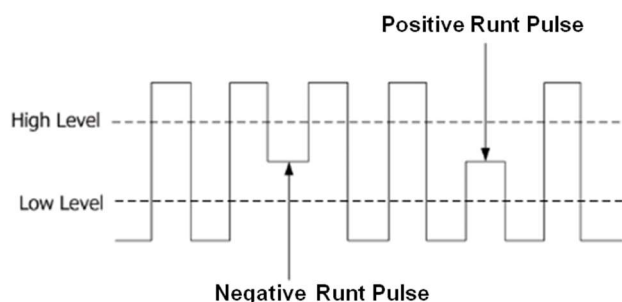 Positive Runt Pulse
High Level
Low Level
Negative Runt Pulse